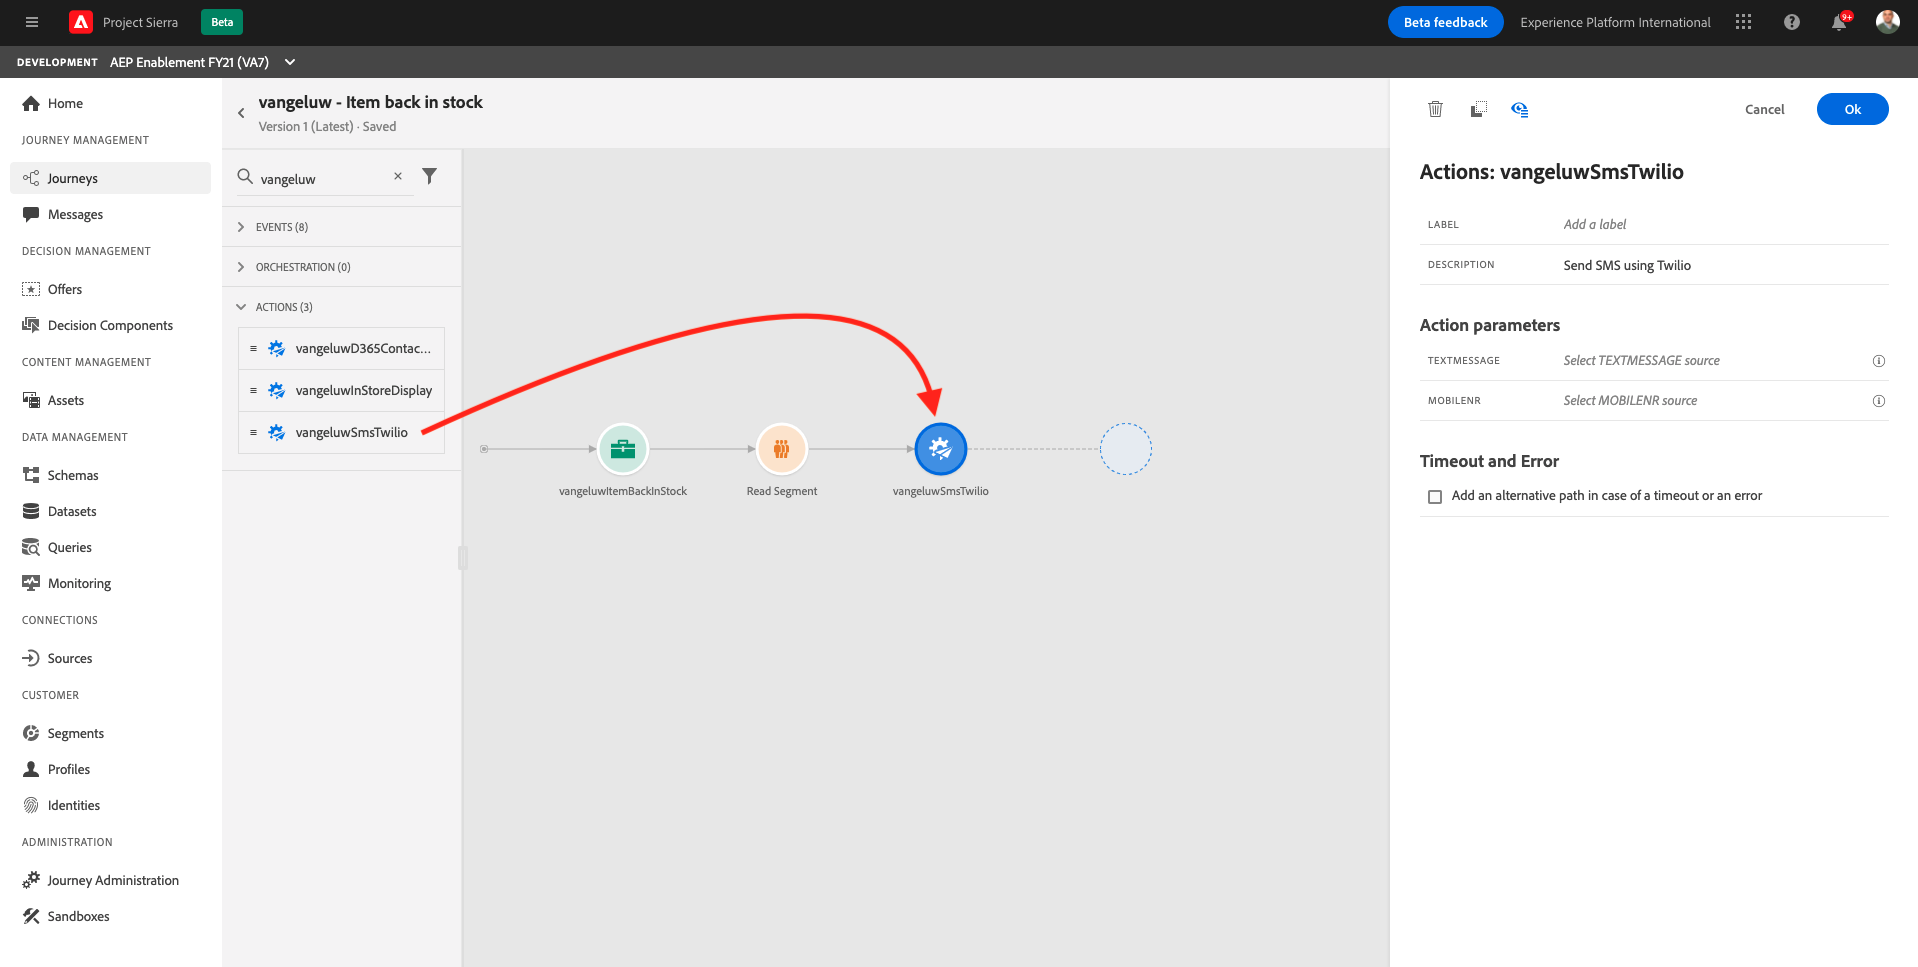 Project Sierra
Beta
Beta feedback
Experience Platform International
9+
DEVELOPMENT
AEP Enablement FY21 (VA7)
Home
JOURNEY MANAGEMENT
Journeys
Messages
DECISION MANAGEMENT
Offers
Decision Components
CONTENT MANAGEMENT
Assets
DATA MANAGEMENT
Schemas
Datasets
Queries
Monitoring
CONNECTIONS
Sources
CUSTOMER
Segments
Profiles
Identities
ADMINISTRATION
Journey Administration
Sandboxes
vangeluw - Item back in stock
Version 1 (Latest) · Saved
vangeluw
EVENTS (8)
ORCHESTRATION (0)
ACTIONS (3)
vangeluwD365Contac...
vangeluwInStoreDisplay
vangeluwSmsTwilio
vangeluwItemBackInStock
Read Segment
vangeluwSmsTwilio
Cancel
Ok
Actions: vangeluwSmsTwilio
LABEL
Add a label
DESCRIPTION
Send SMS using Twilio
Action parameters
TEXTMESSAGE
Select TEXTMESSAGE source
MOBILENR
Select MOBILENR source
Timeout and Error
Add an alternative path in case of a timeout or an error